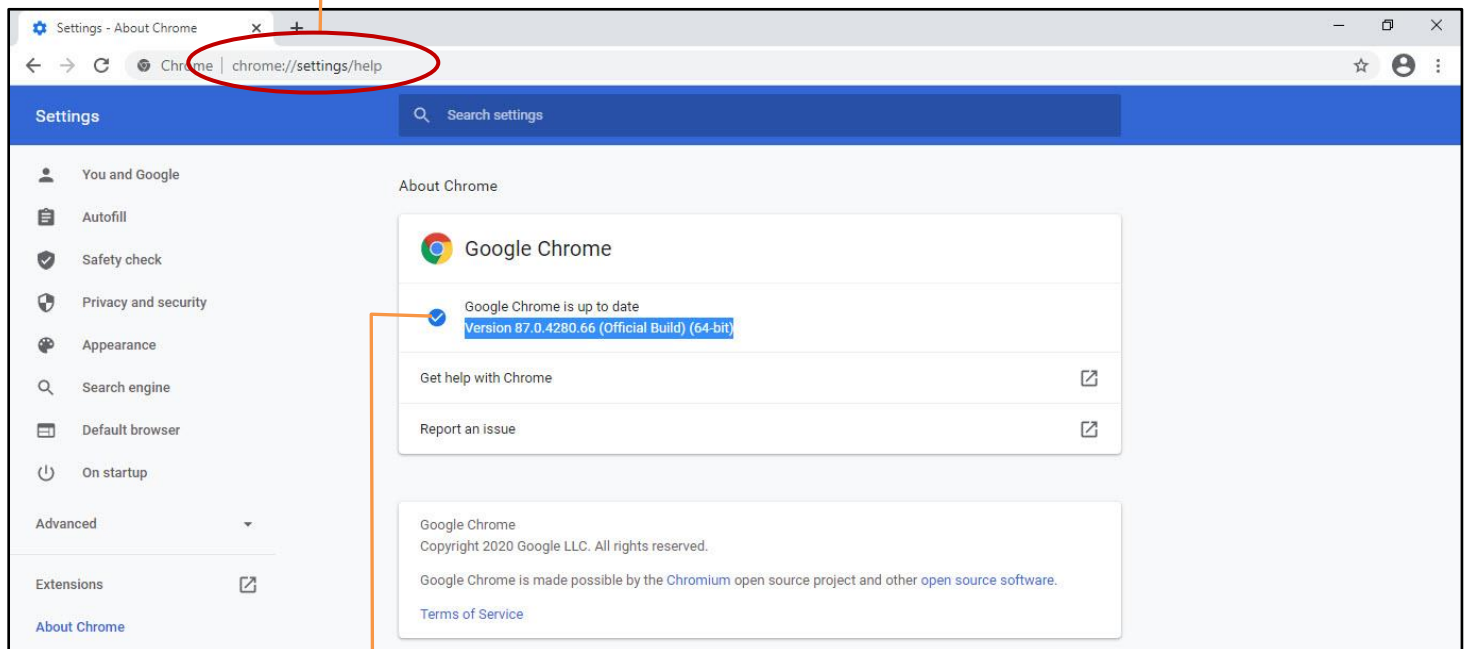 Settings - About Chrome
Chrome | chrome://settings/help
Settings
Search settings
You and Google
Autofill
Safety check
Privacy and security
Appearance
Search engine
Default browser
On startup
Advanced
Extensions
About Chrome
About Chrome
Google Chrome
Google Chrome is up to date
Version 87.0.4280.66 (Official Build) (64-bit)
Get help with Chrome
Report an issue
Google Chrome
Copyright 2020 Google LLC. All rights reserved.
Google Chrome is made possible by the Chromium open source project and other open source software.
Terms of Service